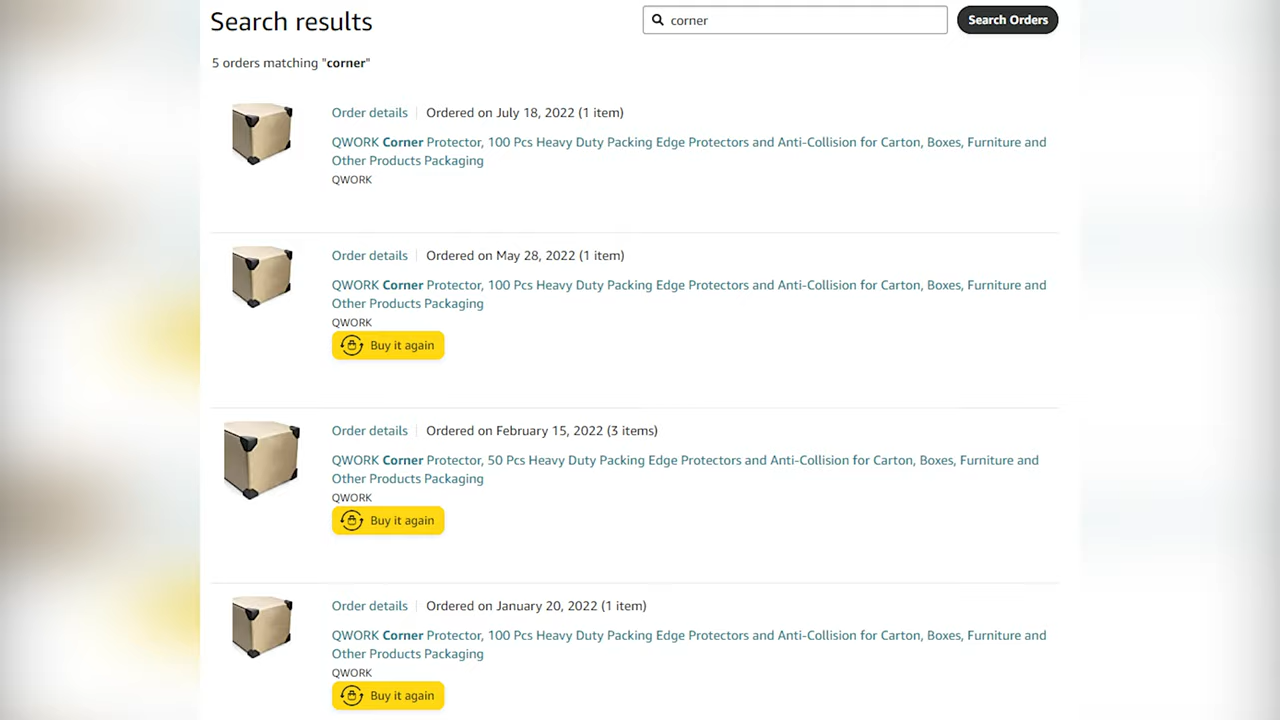 Search results
corner
Search Orders
5 orders matching "corner"
Order details
Ordered on July 18, 2022 (1 item)
QWORK Corner Protector, 100 Pcs Heavy Duty Packing Edge Protectors and Anti-Collision for Carton, Boxes, Furniture and
Other Products Packaging
QWORK
Order details
Ordered on May 28, 2022 (1 item)
QWORK Corner Protector, 100 Pcs Heavy Duty Packing Edge Protectors and Anti-Collision for Carton, Boxes, Furniture and
Other Products Packaging
QWORK
Buy it again
Order details
Ordered on February 15, 2022 (3 items)
QWORK Corner Protector, 50 Pcs Heavy Duty Packing Edge Protectors and Anti-Collision for Carton, Boxes, Furniture and
Other Products Packaging
QWORK
Buy it again
Order details
Ordered on January 20, 2022 (1 item)
QWORK Corner Protector, 100 Pcs Heavy Duty Packing Edge Protectors and Anti-Collision for Carton, Boxes, Furniture and
Other Products Packaging
QWORK
Buy it again